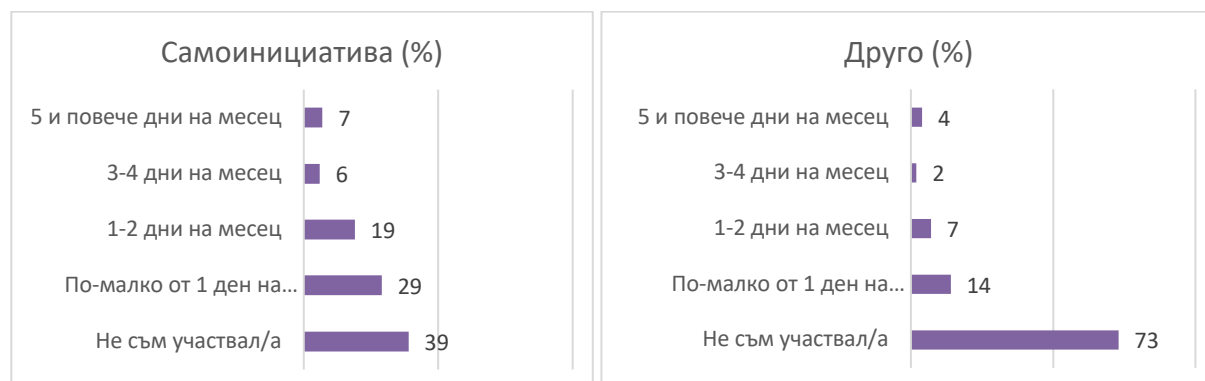 Самоинициатива (%)
5 и повече дни на месец 7
3-4 дни на месец 6
1-2 дни на месец 19
По-малко от 1 ден на... 29
Не съм участвал/а 39
Друго (%)
5 и повече дни на месец 4
3-4 дни на месец 2
1-2 дни на месец 7
По-малко от 1 ден на... 14
Не съм участвал/а 73